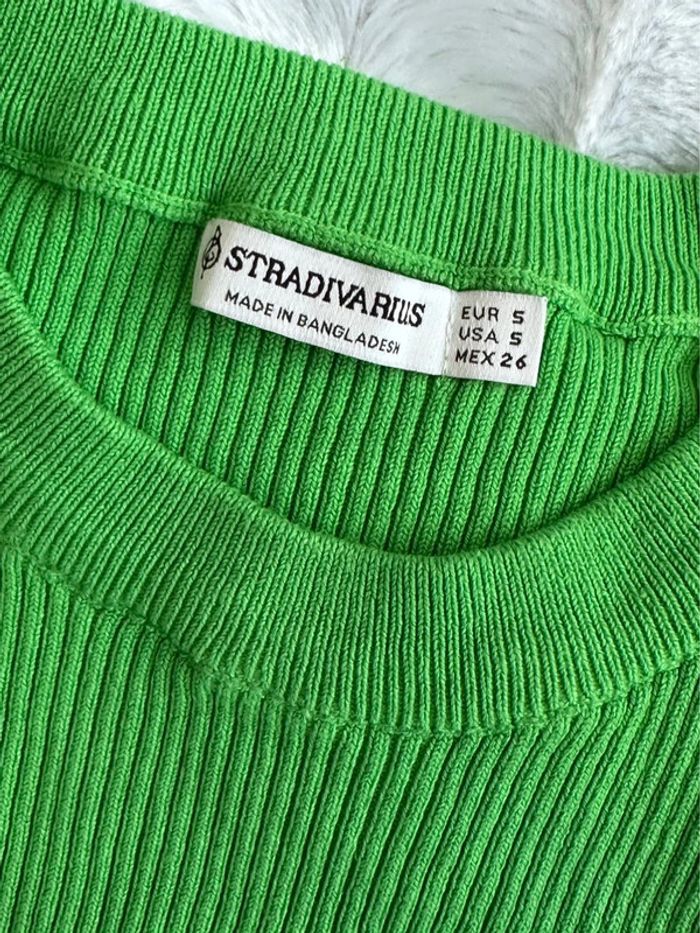 STRADIVARIUS
MADE IN BANGLADESH
EUR S
USA S
MEX 26